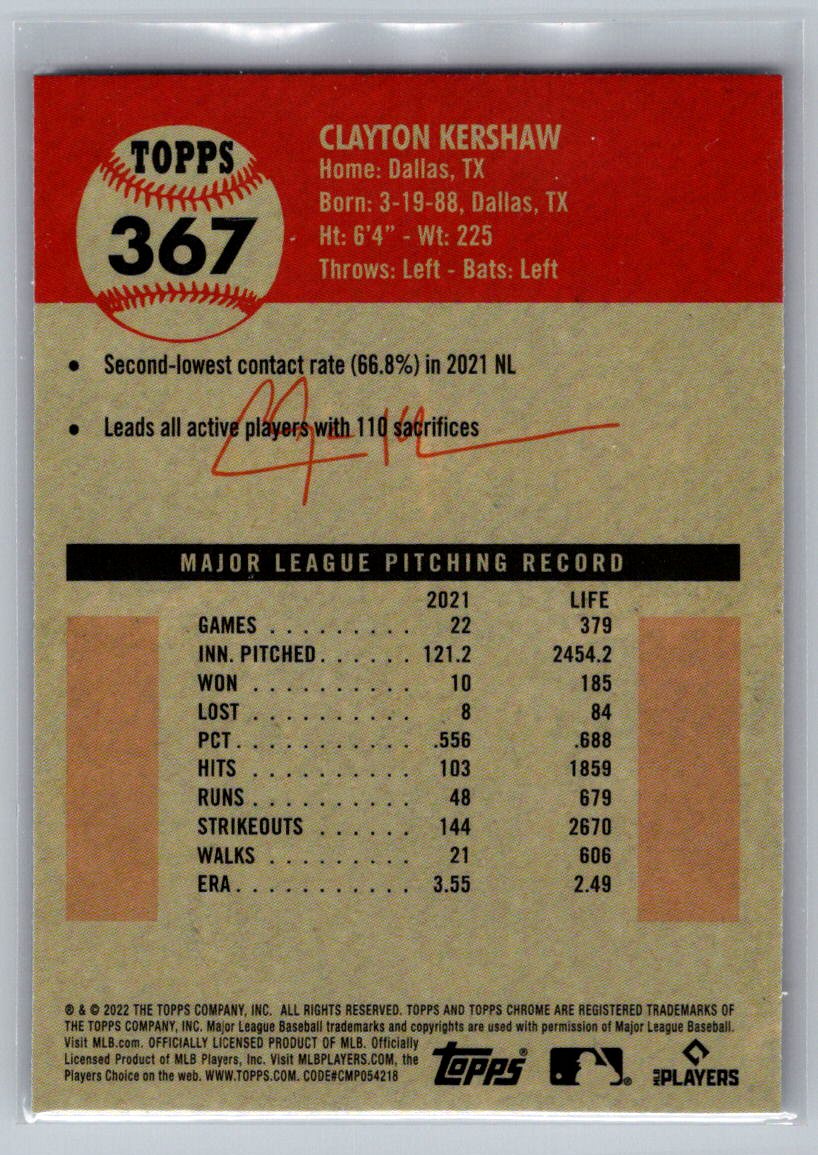 TOPPS
367
CLAYTON KERSHAW
Home: Dallas, TX
Born: 3-19-88, Dallas, TX
Ht: 6'4" - Wt: 225
Throws: Left - Bats: Left
• Second-lowest contact rate (66.8%) in 2021 NL
• Leads all active players with 110 sacrifices
MAJOR LEAGUE PITCHING RECORD
2021 LIFE
GAMES . . . . . . . . . . 22 379
INN. PITCHED . . . . . . 121.2 2454.2
WON . . . . . . . . . . 10 185
LOST . . . . . . . . . . 8 84
PCT . . . . . . . . . . . .556 .688
HITS . . . . . . . . . . 103 1859
RUNS . . . . . . . . . . 48 679
STRIKEOUTS . . . . . . 144 2670
WALKS . . . . . . . . . 21 606
ERA . . . . . . . . . . . 3.55 2.49
® & © 2022 THE TOPPS COMPANY, INC. ALL RIGHTS RESERVED. TOPPS AND TOPPS CHROME ARE REGISTERED TRADEMARKS OF
THE TOPPS COMPANY, INC. Major League Baseball trademarks and copyrights are used with permission of Major League Baseball.
Visit MLB.com. OFFICIALLY LICENSED PRODUCT OF MLB. Officially
Licensed Product of MLB Players, Inc. Visit MLBPLAYERS.COM, the
Players Choice on the web. WWW.TOPPS.COM. CODE#CMP054218
Topps®
®
MLB PLAYERS